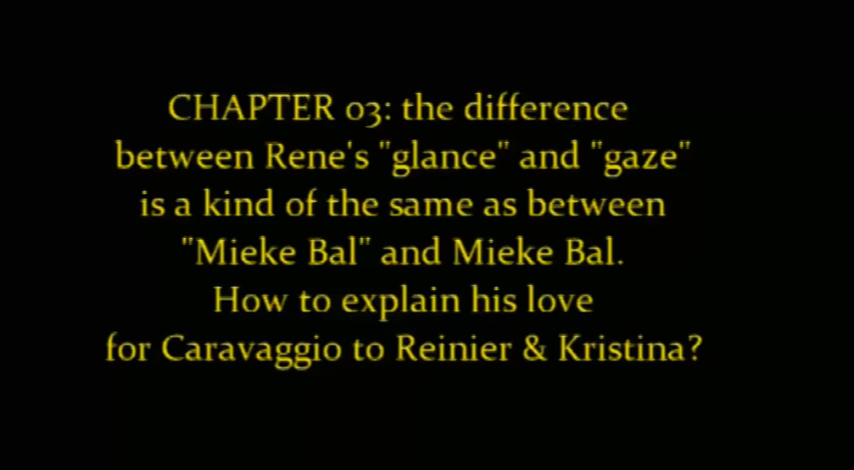 CHAPTER 03: the difference
between Rene's "glance" and "gaze"
is a kind of the same as between
"Mieke Bal" and Mieke Bal.
How to explain his love
for Caravaggio to Reinier & Kristina?